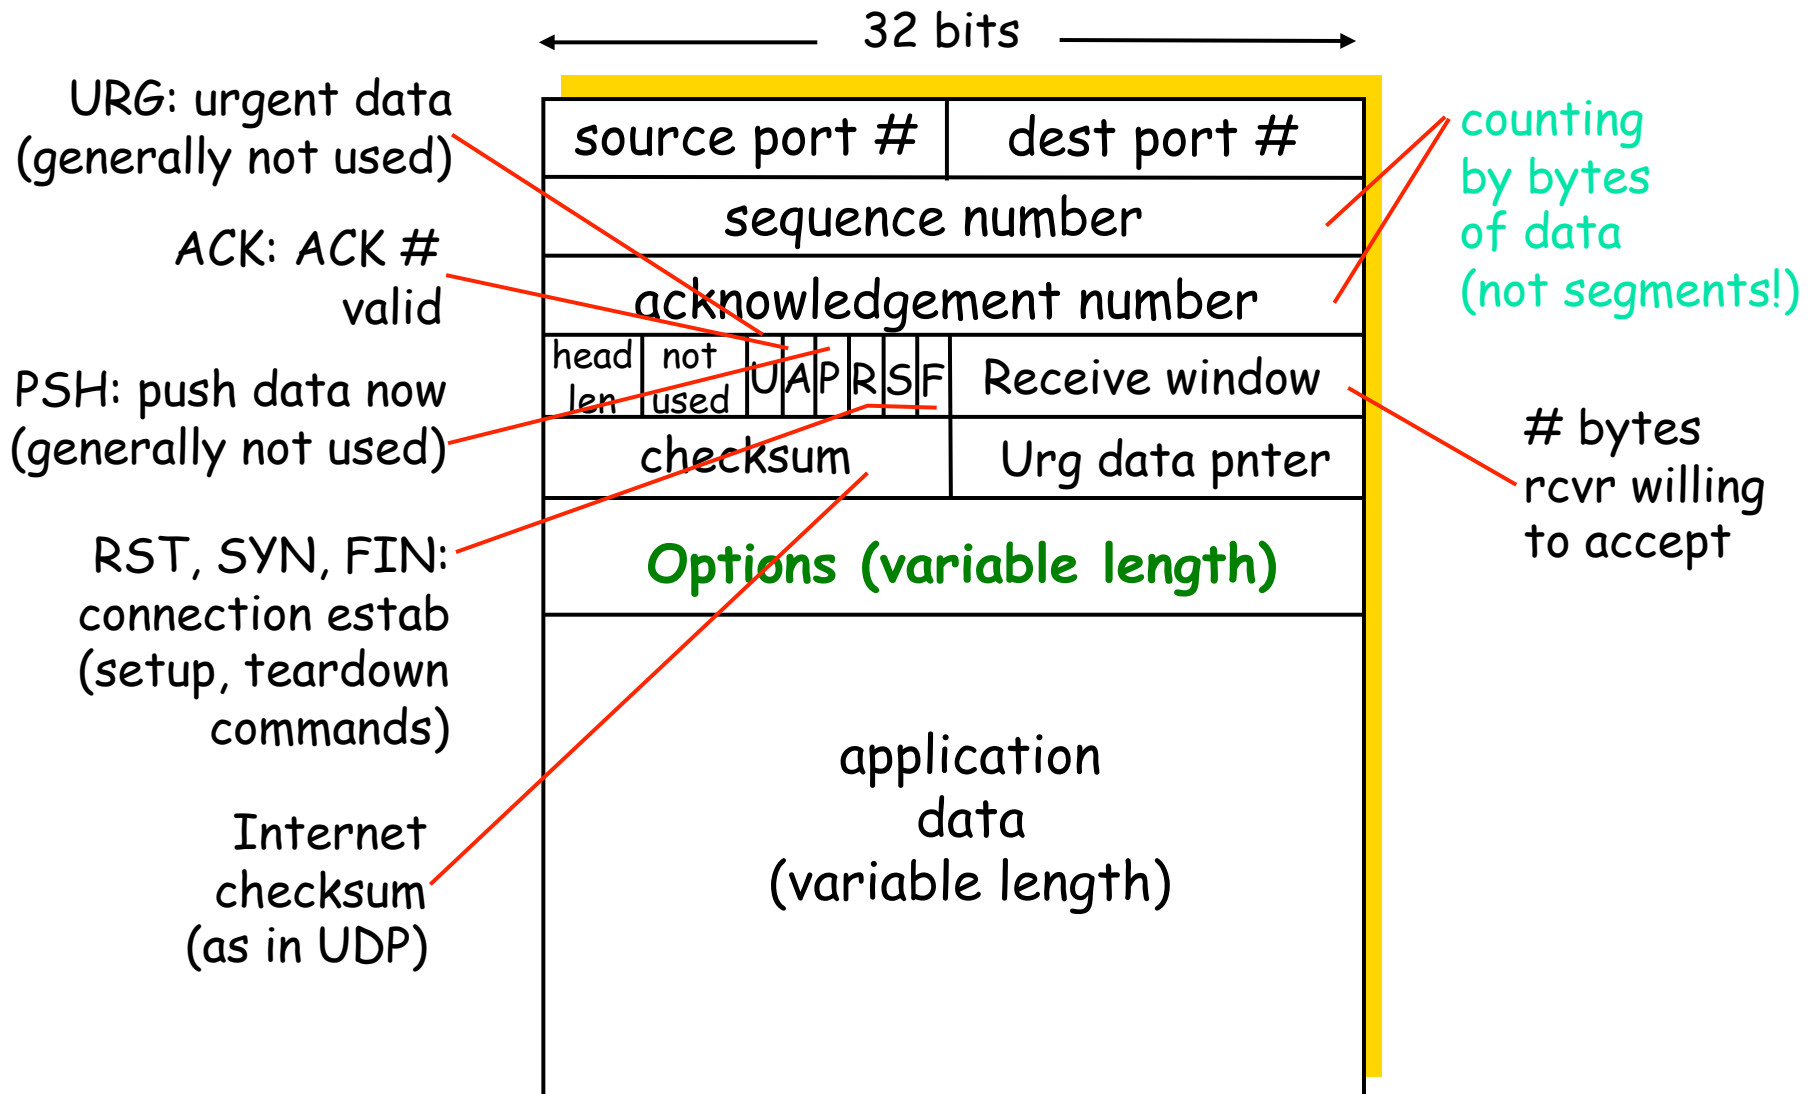 32 bits
URG: urgent data
(generally not used)
ACK: ACK #
valid
PSH: push data now
(generally not used)
RST, SYN, FIN:
connection estab
(setup, teardown
commands)
Internet
checksum
(as in UDP)
source port #
dest port #
sequence number
acknowledgement number
head
len
not
used
U
A
P
R
S
F
Receive window
checksum
Urg data pnter
Options (variable length)
application
data
(variable length)
counting
by bytes
of data
(not segments!)
# bytes
rcvr willing
to accept